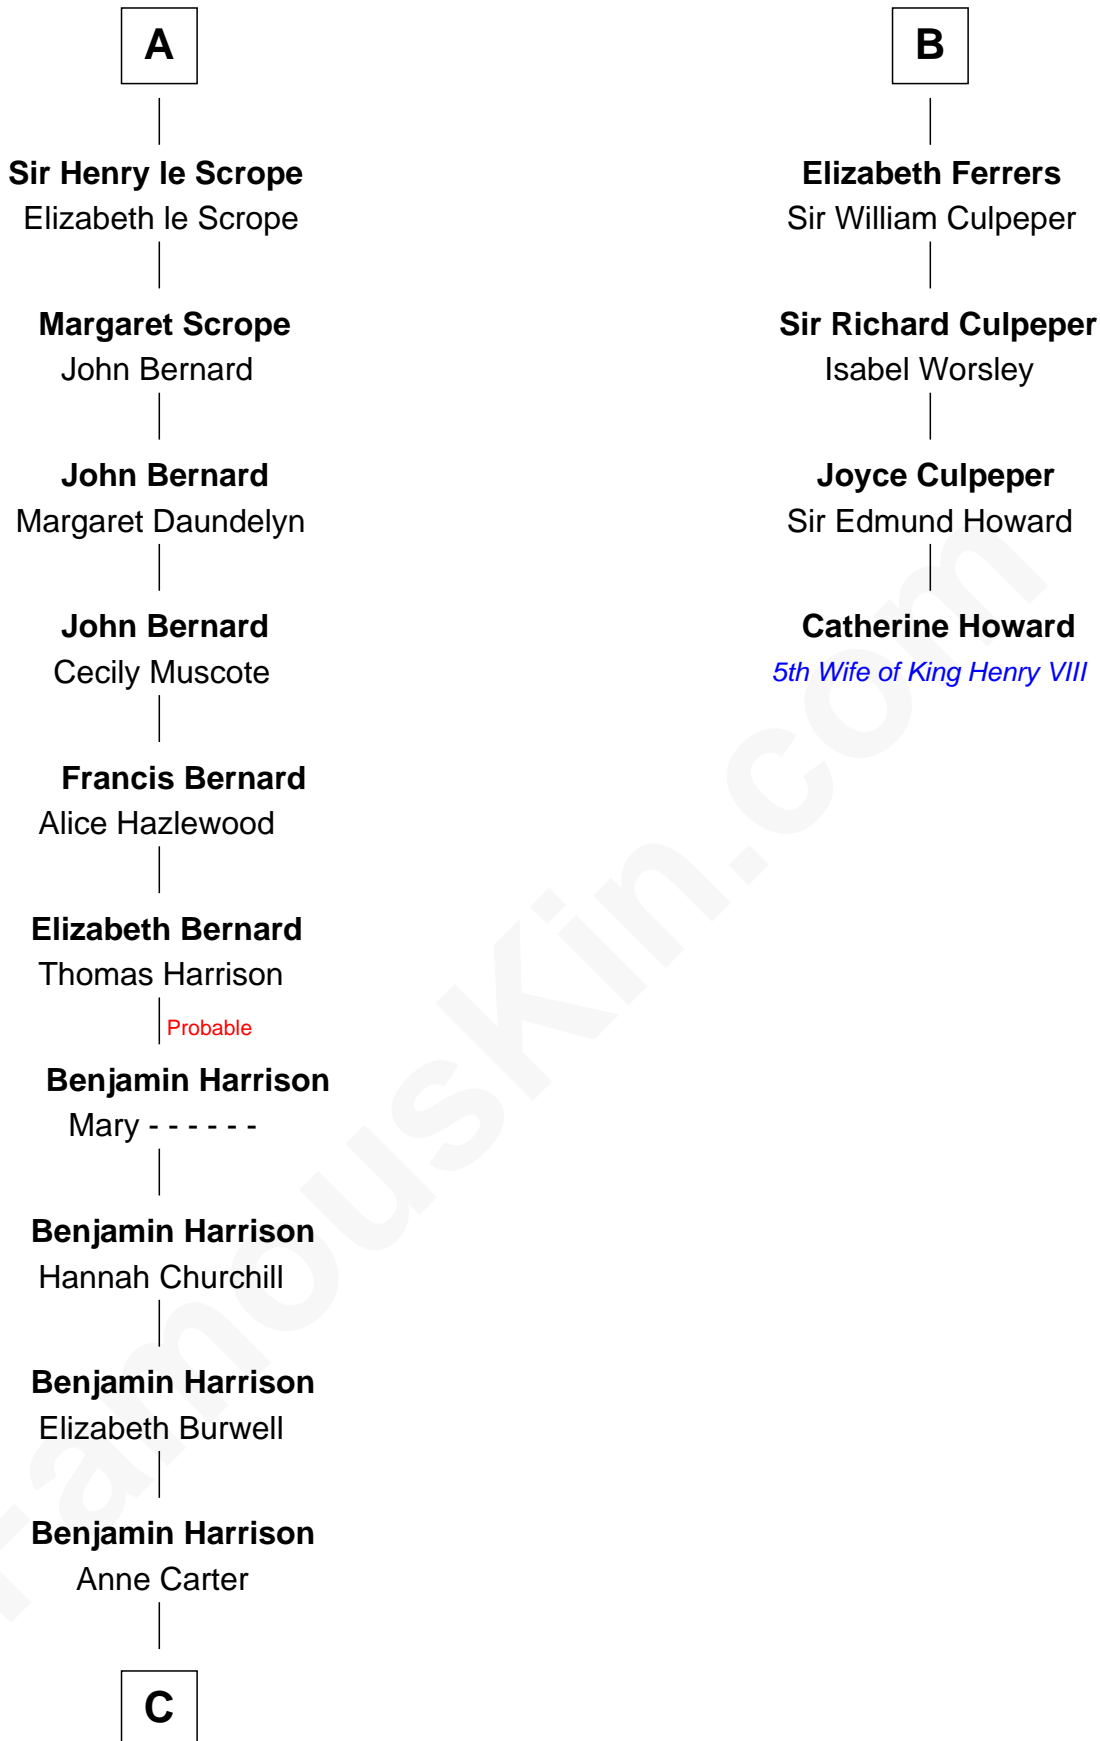 A
Sir Henry le Scrope
Elizabeth le Scrope
Margaret Scrope
John Bernard
John Bernard
Margaret Daundelyn
John Bernard
Cecily Muscote
Francis Bernard
Alice Hazlewood
Elizabeth Bernard
Thomas Harrison
Probable
Benjamin Harrison
Mary - - - - - -
Benjamin Harrison
Hannah Churchill
Benjamin Harrison
Elizabeth Burwell
Benjamin Harrison
Anne Carter
C
B
Elizabeth Ferrers
Sir William Culpeper
Sir Richard Culpeper
Isabel Worsley
Joyce Culpeper
Sir Edmund Howard
Catherine Howard
5th Wife of King Henry VIII
FamousKin.com